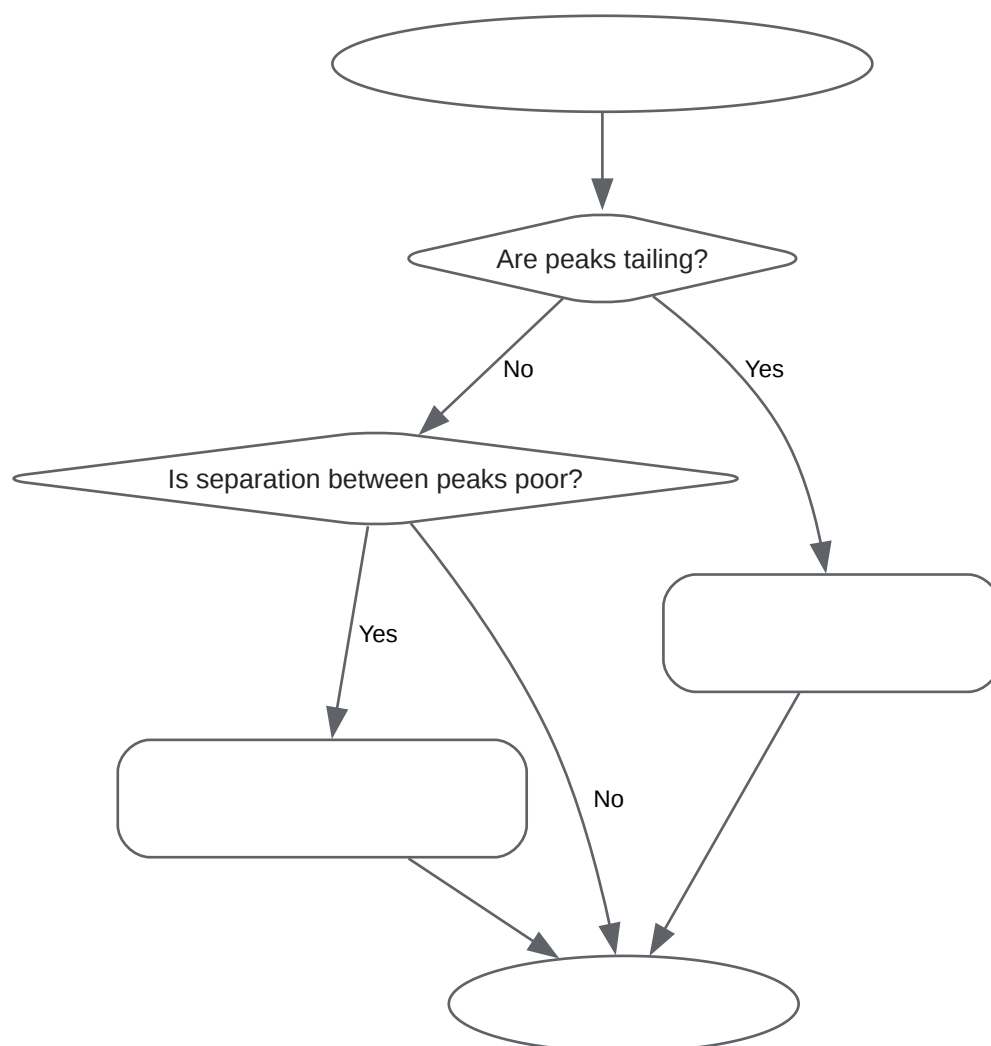 Are peaks tailing?
No
Yes
Is separation between peaks poor?
Yes
No